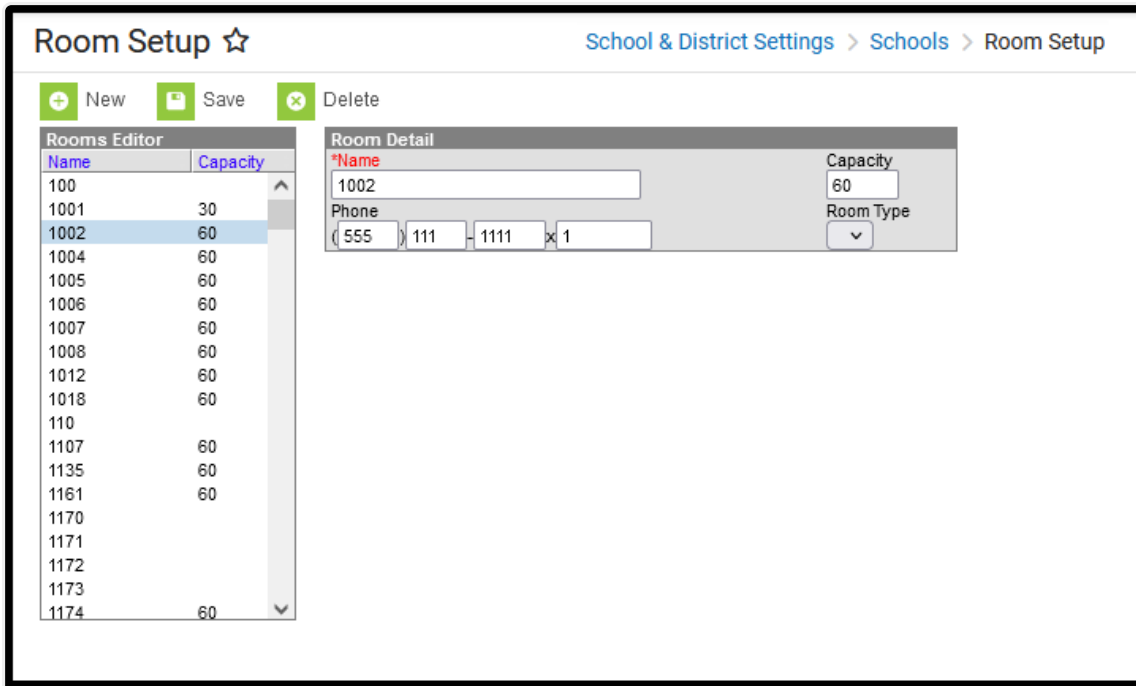 Room Setup
School & District Settings > Schools > Room Setup
New Save Delete
Rooms Editor
Name Capacity
100
1001 30
1002 60
1004 60
1005 60
1006 60
1007 60
1008 60
1012 60
1018 60
110
1107 60
1135 60
1161 60
1170
1171
1172
1173
1174 60
Room Detail
*Name Capacity
1002 60
Phone Room Type
(555)111-1111x1